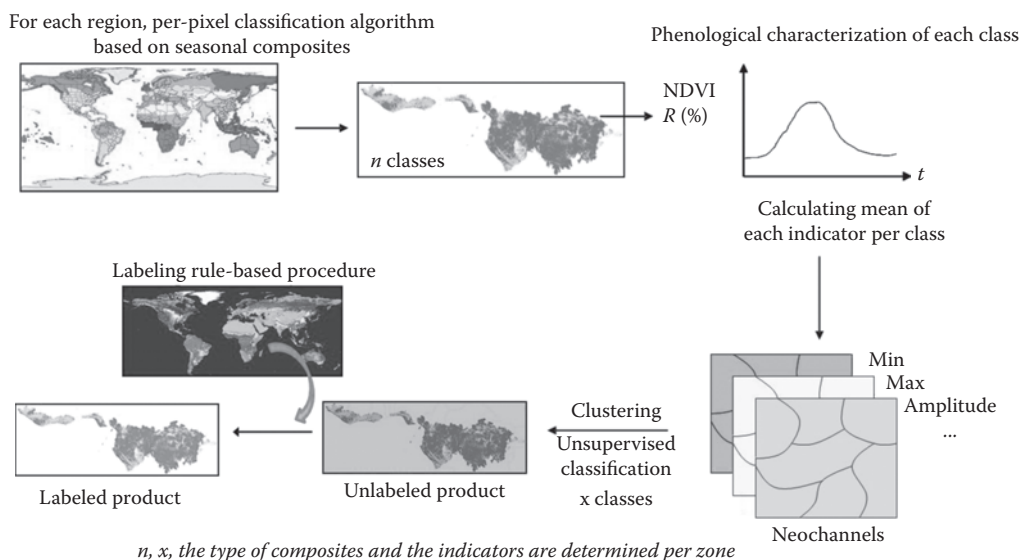 For each region, per-pixel classification algorithm
based on seasonal composites
Phenological characterization of each class
NDVI
R (%)
n classes
t
Calculating mean of
each indicator per class
Labeling rule-based procedure
Min
Max
Amplitude
...
Clustering
Unsupervised
classification
x classes
Labeled product
Unlabeled product
Neochannels
n, x, the type of composites and the indicators are determined per zone